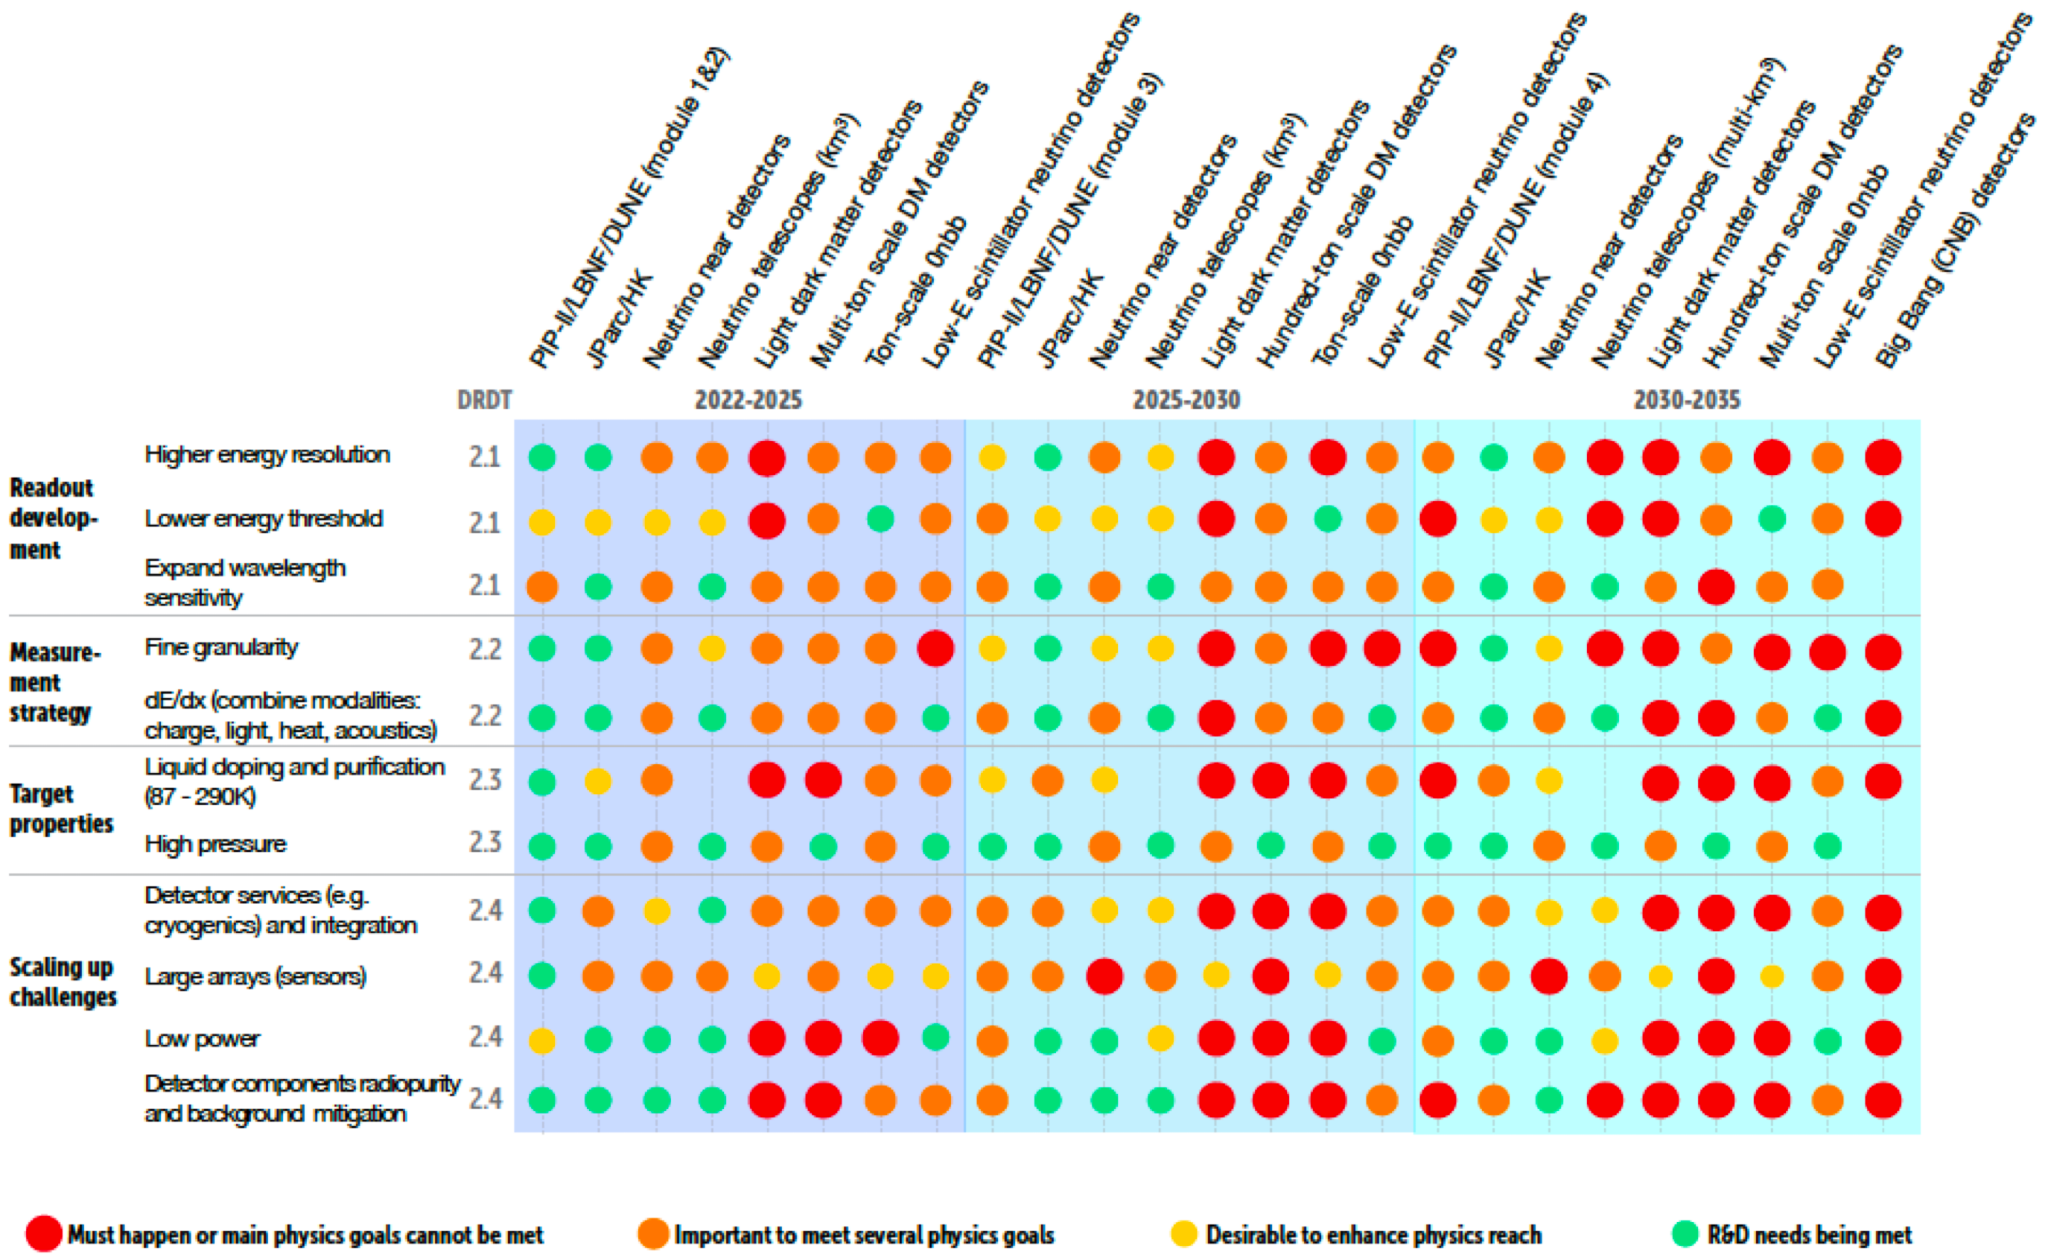 PIP-II/LBNF/DUNE (module 1&2)
JParc/HK
Neutrino near detectors
Neutrino telescopes (km³)
Light dark matter detectors
Multi-ton scale DM detectors
Ton-scale 0nbb
Low-E scintillator neutrino detectors
PIP-II/LBNF/DUNE (module 3)
JParc/HK
Neutrino near detectors
Neutrino telescopes (km³)
Light dark matter detectors
Hundred-ton scale DM detectors
Ton-scale 0nbb
Low-E scintillator neutrino detectors
PIP-II/LBNF/DUNE (module 4)
JParc/HK
Neutrino near detectors
Neutrino telescopes (multi-km³)
Light dark matter detectors
Hundred-ton scale DM detectors
Multi-ton scale 0nbb
Low-E scintillator neutrino detectors
Big Bang (CNB) detectors
DRDT 2022-2025 2025-2030 2030-2035
Readout
develop-
ment
Higher energy resolution 2.1
Lower energy threshold 2.1
Expand wavelength
sensitivity 2.1
Measure-
ment
strategy
Fine granularity 2.2
dE/dx (combine modalities:
charge, light, heat, acoustics) 2.2
Target
properties
Liquid doping and purification
(87 - 290K) 2.3
High pressure 2.3
Scaling up
challenges
Detector services (e.g.
cryogenics) and integration 2.4
Large arrays (sensors) 2.4
Low power 2.4
Detector components radiopurity
and background mitigation 2.4
Must happen or main physics goals cannot be met
Important to meet several physics goals
Desirable to enhance physics reach
R&D needs being met